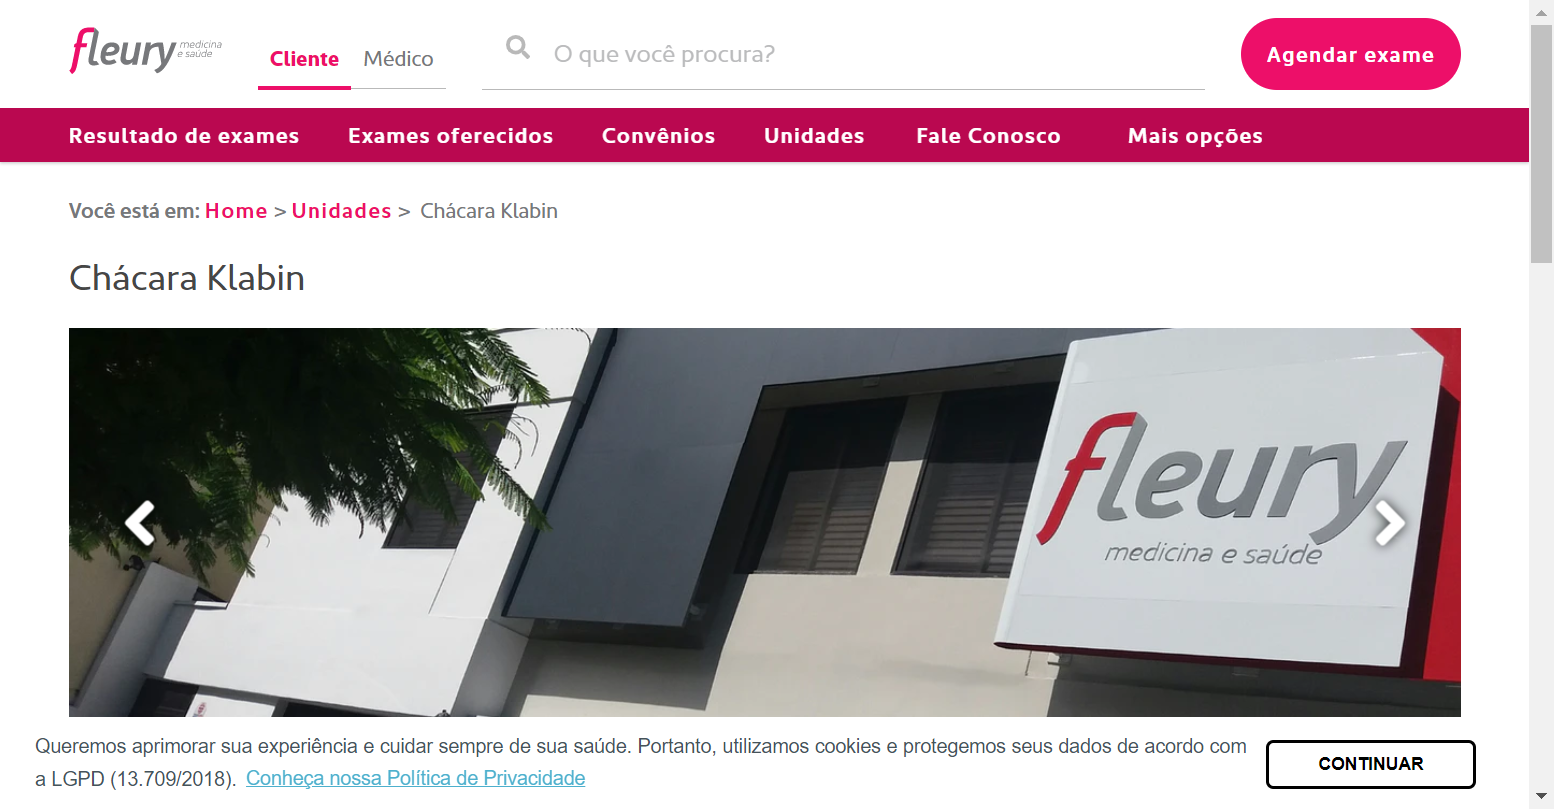 fleury medicina e saúde
Cliente
Médico
O que você procura?
Agendar exame
Resultado de exames
Exames oferecidos
Convênios
Unidades
Fale Conosco
Mais opções
Você está em: Home > Unidades > Chácara Klabin
Chácara Klabin
fleury
medicina e saúde
Queremos aprimorar sua experiência e cuidar sempre de sua saúde. Portanto, utilizamos cookies e protegemos seus dados de acordo com
a LGPD (13.709/2018). Conheça nossa Política de Privacidade
CONTINUAR